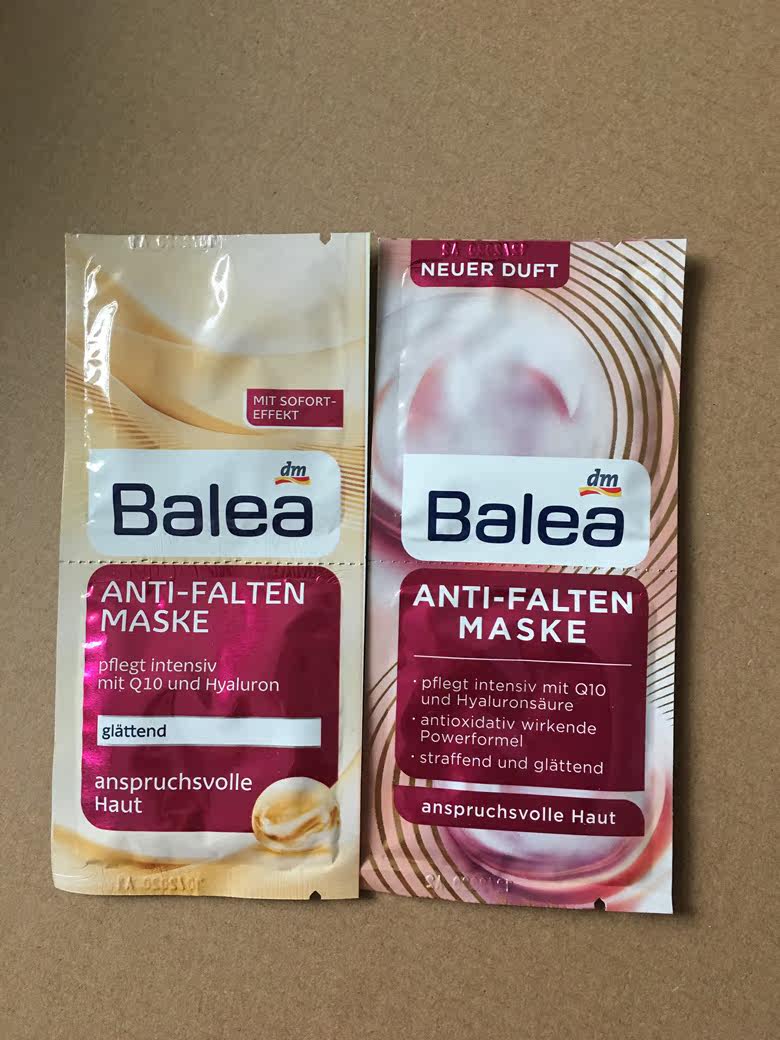 MIT SOFORT-
EFFEKT
dm
Balea
ANTI-FALTEN
MASKE
pflegt intensiv
mit Q10 und Hyaluron
glättend
anspruchsvolle
Haut
NEUER DUFT
dm
Balea
ANTI-FALTEN
MASKE
· pflegt intensiv mit Q10
und Hyaluronsäure
· antioxidativ wirkende
Powerformel
· straffend und glättend
anspruchsvolle Haut